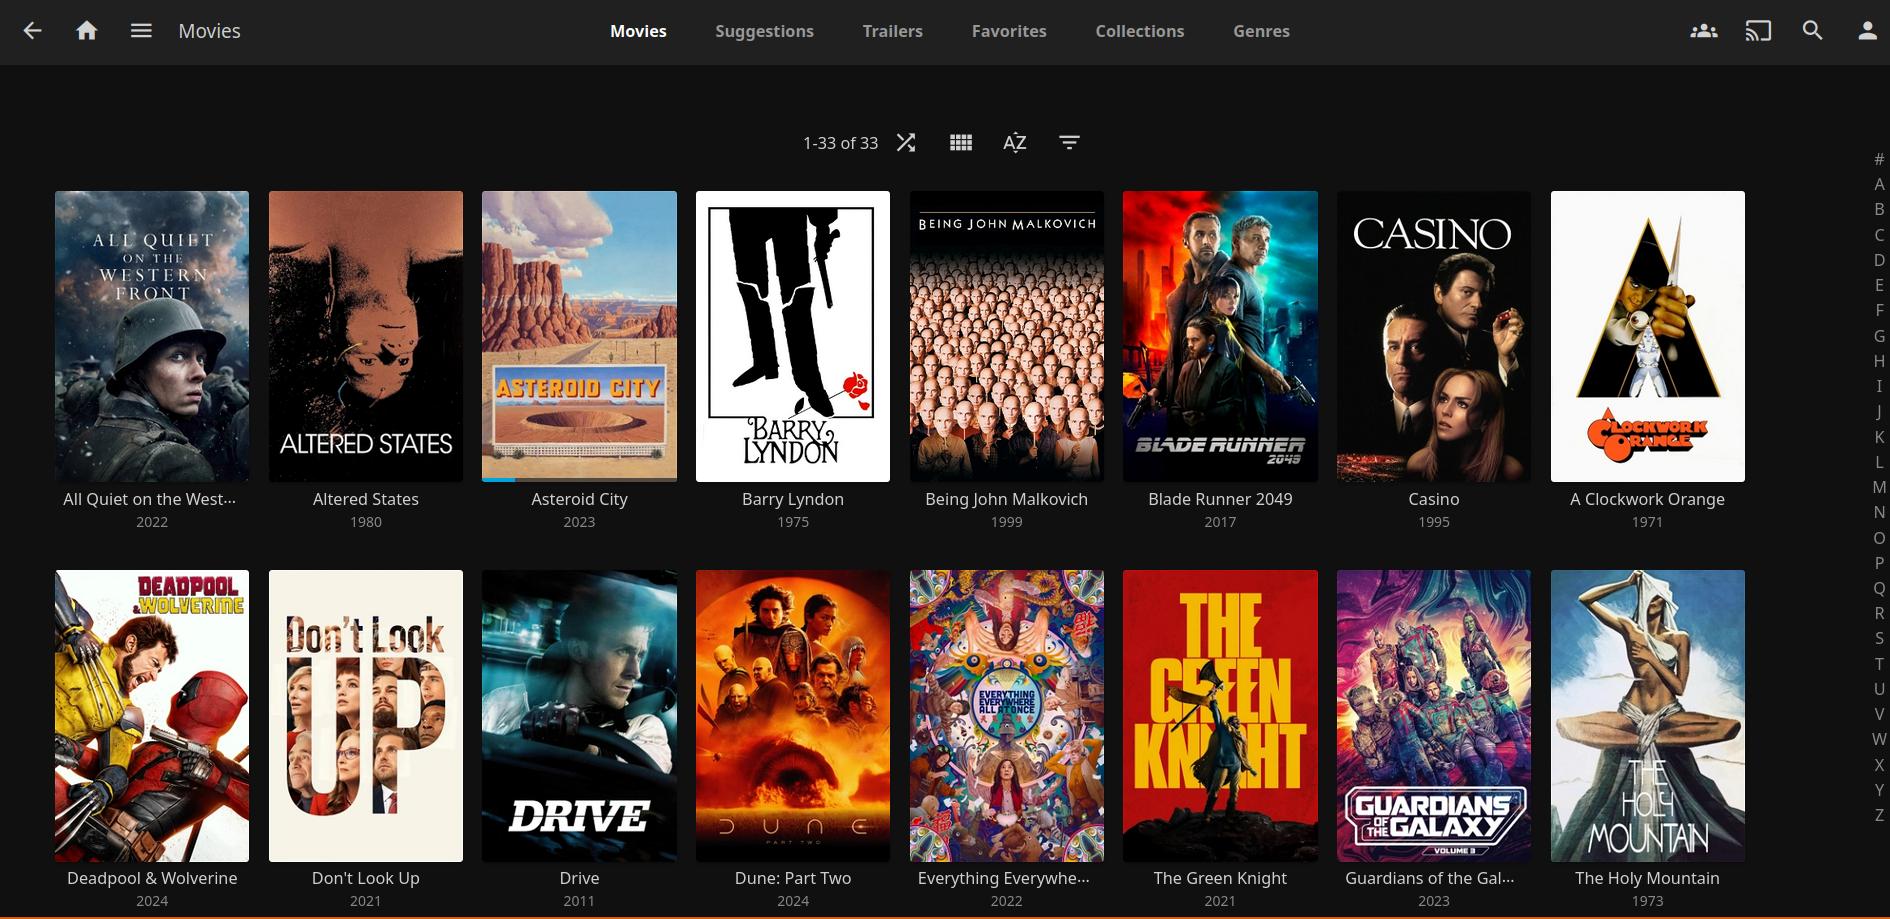 Movies
Movies Suggestions Trailers Favorites Collections Genres
1-33 of 33
AZ
ALL QUIET
ON THE
WESTERN
FRONT
ALTERED STATES
ASTEROID CITY
BARRY
LYNDON
BEING JOHN MALKOVICH
BLADE RUNNER
2049
CASINO
A CLOCKWORK
ORANGE
All Quiet on the West...
2022
Altered States
1980
Asteroid City
2023
Barry Lyndon
1975
Being John Malkovich
1999
Blade Runner 2049
2017
Casino
1995
A Clockwork Orange
1971
DEADPOOL
& WOLVERINE
Don't Look
UP
DRIVE
DUNE
PART TWO
EVERYTHING
EVERYWHERE
ALL AT ONCE
THE
GREEN
KNIGHT
GUARDIANS
OF THE GALAXY
VOLUME 3
THE
HOLY
MOUNTAIN
Deadpool & Wolverine
2024
Don't Look Up
2021
Drive
2011
Dune: Part Two
2024
Everything Everywhe...
2022
The Green Knight
2021
Guardians of the Gal...
2023
The Holy Mountain
1973
#
A
B
C
D
E
F
G
H
I
J
K
L
M
N
O
P
Q
R
S
T
U
V
W
X
Y
Z